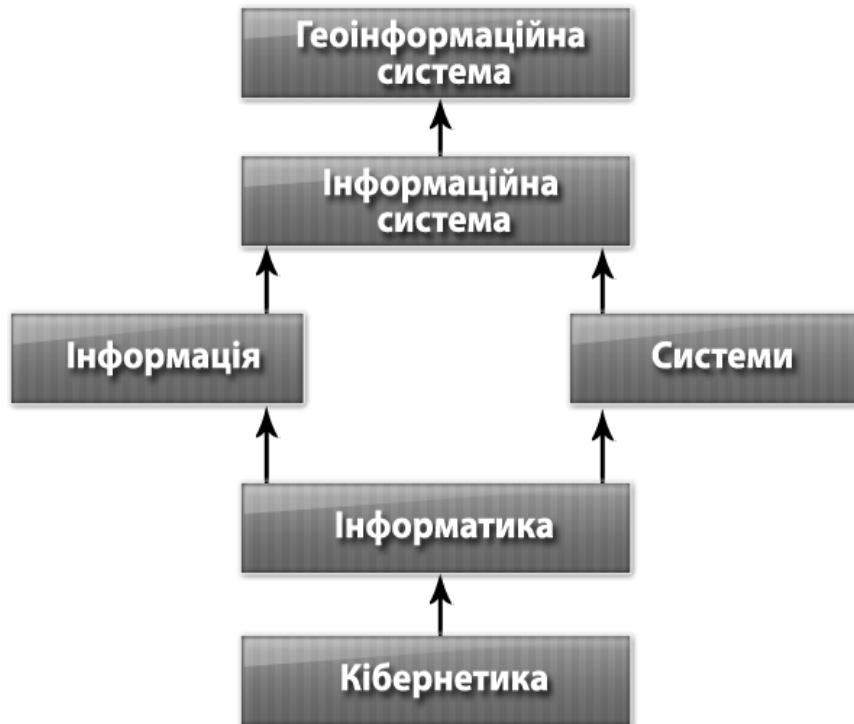 Геоінформаційна
система
Інформаційна
система
Інформація
Системи
Інформатика
Кібернетика